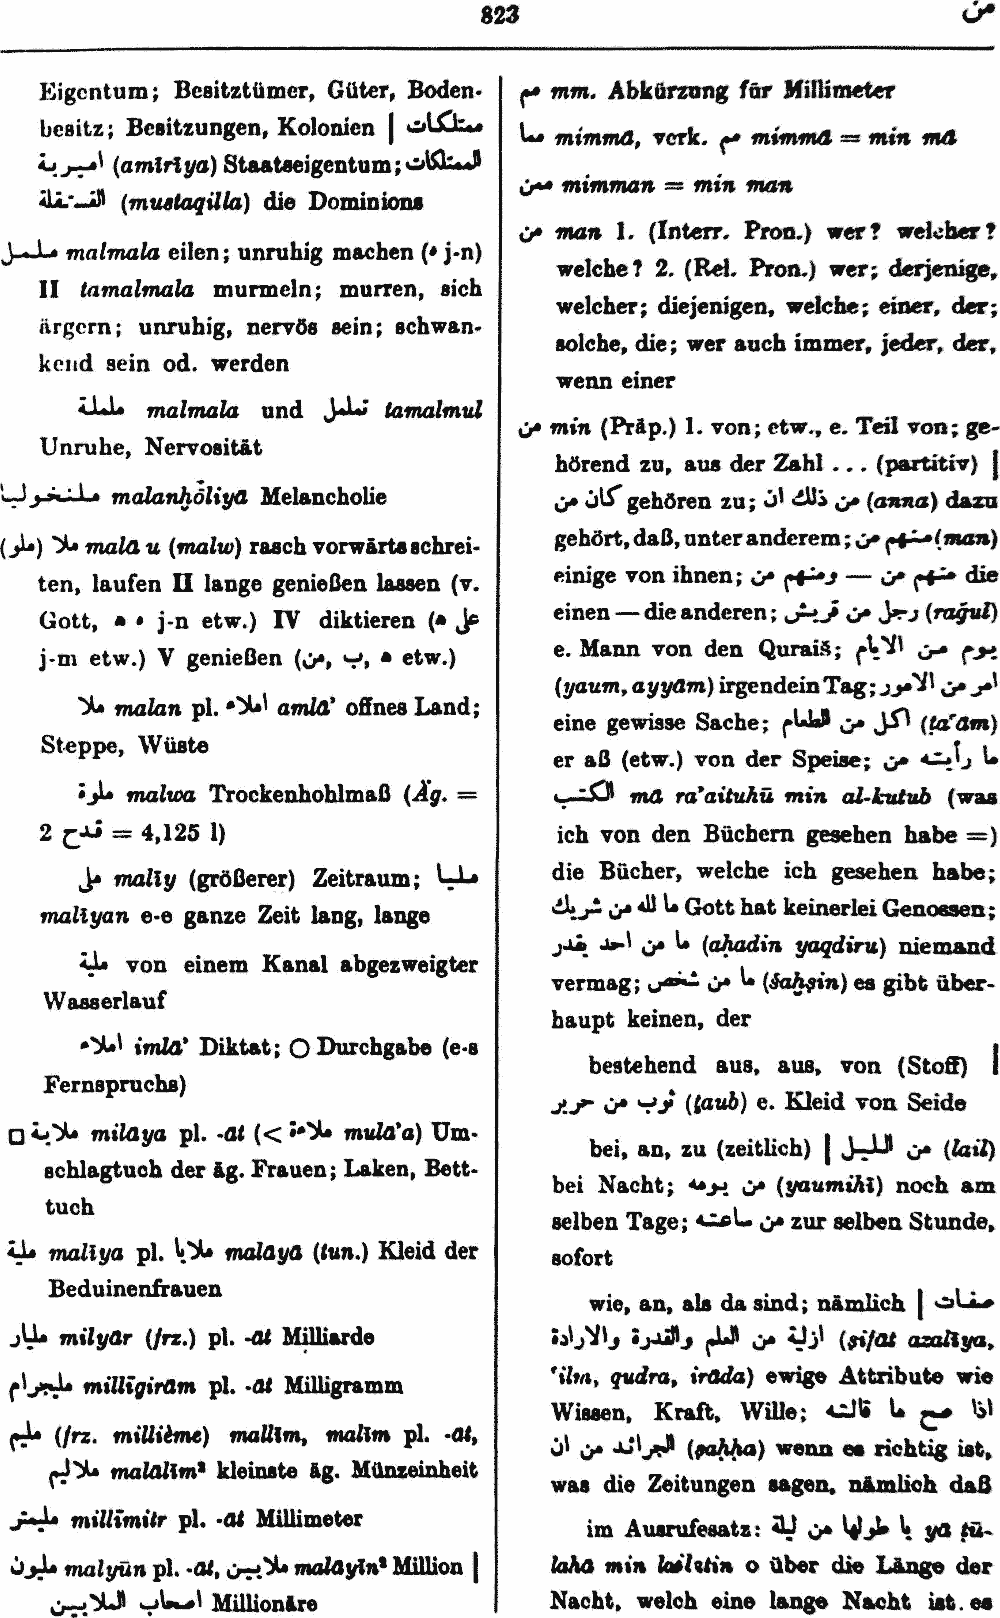 823
من
Eigentum; Besitztümer, Güter, Boden-
besitz; Besitzungen, Kolonien | ممتلكات
اميرية (amīrīya) Staatseigentum; الممتلكات
المستقلة (mustaqilla) die Dominions
ململ malmala eilen; unruhig machen (ه j-n)
II tamalmala murmeln; murren, sich
ärgern; unruhig, nervös sein; schwan-
kend sein od. werden
ململة malmala und تململ tamalmul
Unruhe, Nervosität
ملنخوليا malanḫōliyā Melancholie
(ملو) ملا malā u (malw) rasch vorwärts schrei-
ten, laufen II lange genießen lassen (v.
Gott, ه ه j-n etw.) IV diktieren (ه على
j-m etw.) V genießen (من, ب, ه etw.)
ملا malan pl. املاء amlā’ offnes Land;
Steppe, Wüste
ملوة malwa Trockenhohlmaß (Äg. =
2 قدح = 4,125 l)
ملي malīy (größerer) Zeitraum; مليا
malīyan e-e ganze Zeit lang, lange
ملية von einem Kanal abgezweigter
Wasserlauf
املاء imlā’ Diktat; ○ Durchgabe (e-s
Fernspruchs)
□ ملاية milāya pl. -āt (< ملاءة mulā’a) Um-
schlagtuch der äg. Frauen; Laken, Bett-
tuch
ملية malīya pl. ملايا malāyā (tun.) Kleid der
Beduinenfrauen
مليار milyār (frz.) pl. -āt Milliarde
مليجرام millīgirām pl. -āt Milligramm
مليم (frz. millième) mallīm, malīm pl. -āt,
ملاليم malālīm² kleinste äg. Münzeinheit
مليمتر millīmitr pl. -āt Millimeter
مليون malyūn pl. -āt, ملايين malāyīn² Million |
اصحاب الملايين Millionäre
مم mm. Abkürzung für Millimeter
مما mimmā, verk. مم mimmā = min mā
ممن mimman = min man
من man 1. (Interr. Pron.) wer? welcher?
welche? 2. (Rel. Pron.) wer; derjenige,
welcher; diejenigen, welche; einer, der;
solche, die; wer auch immer, jeder, der,
wenn einer
من min (Präp.) 1. von; etw., e. Teil von; ge-
hörend zu, aus der Zahl ... (partitiv) |
كان من gehören zu; من ذلك ان (anna) dazu
gehört, daß, unter anderem; منهم من (man)
einige von ihnen; منهم من — ومنهم من die
einen — die anderen; رجل من قريش (raǧul)
e. Mann von den Quraiš; يوم من الايام
(yaum, ayyām) irgendein Tag; امر من الامور
eine gewisse Sache; اكل من الطعام (ṭa‘ām)
er aß (etw.) von der Speise; ما رأيته من
الكتب mā ra’aituhū min al-kutub (was
ich von den Büchern gesehen habe =)
die Bücher, welche ich gesehen habe;
ما لله من شريك Gott hat keinerlei Genossen;
ما من احد يقدر (aḥadin yaqdiru) niemand
vermag; ما من شخص (šaḫṣin) es gibt über-
haupt keinen, der
bestehend aus, aus, von (Stoff) |
ثوب من حرير (ṯaub) e. Kleid von Seide
bei, an, zu (zeitlich) | من الليل (lail)
bei Nacht; من يومه (yaumihī) noch am
selben Tage; من ساعته zur selben Stunde,
sofort
wie, an, als da sind; nämlich | صفات
ازلية من العلم والقدرة والارادة (ṣifāt azalīya,
‘ilm, qudra, irāda) ewige Attribute wie
Wissen, Kraft, Wille; اذا صح ما قالته
الجرائد من ان (ṣaḥḥa) wenn es richtig ist,
was die Zeitungen sagen, nämlich daß
im Ausrufesatz: يا طولها من ليلة yā ṭū-
lahā min lailatin o über die Länge der
Nacht, welch eine lange Nacht ist. es